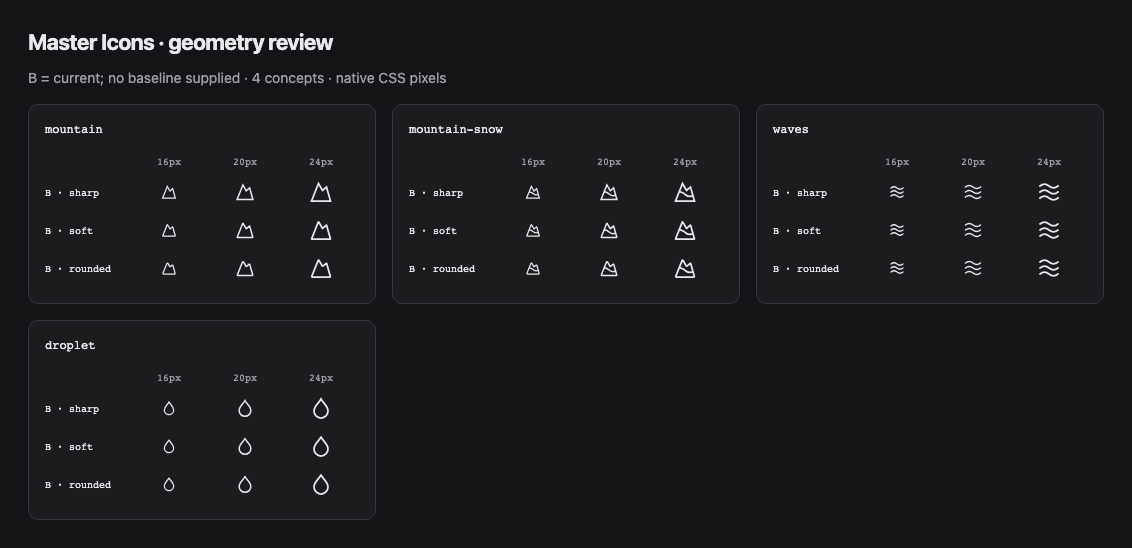 Master Icons · geometry review
B = current; no baseline supplied · 4 concepts · native CSS pixels
mountain
16px 20px 24px
B · sharp
B · soft
B · rounded
mountain-snow
16px 20px 24px
B · sharp
B · soft
B · rounded
waves
16px 20px 24px
B · sharp
B · soft
B · rounded
droplet
16px 20px 24px
B · sharp
B · soft
B · rounded